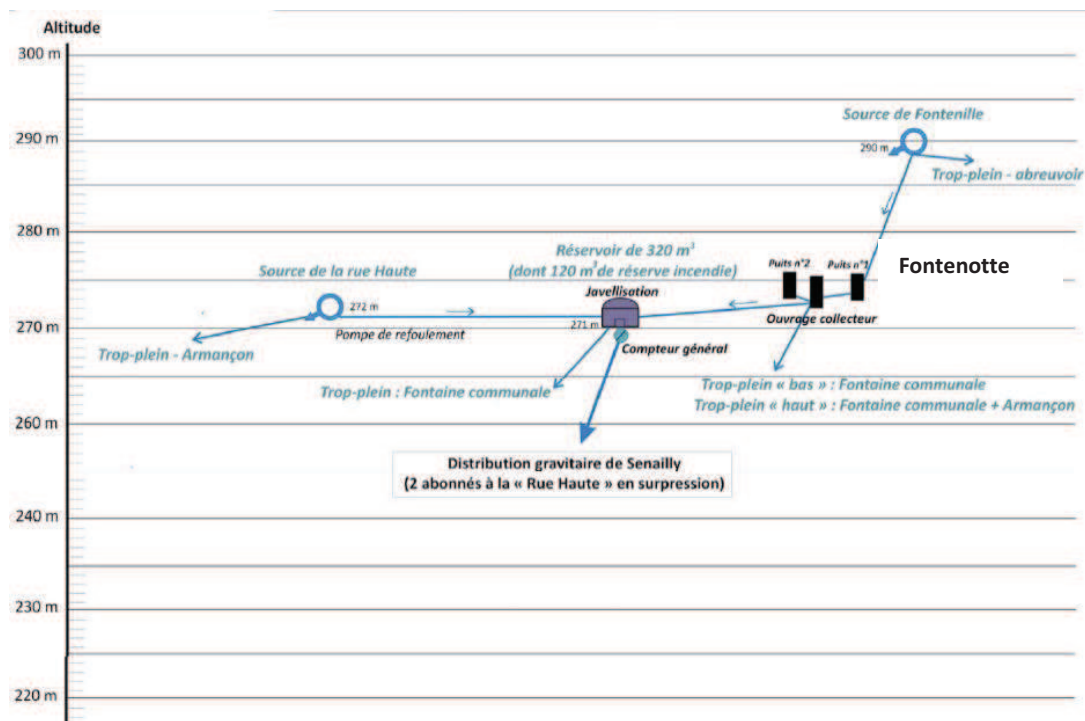 Altitude
300 m
290 m
280 m
270 m
260 m
250 m
240 m
230 m
220 m
Source de Fontenille
290 m
Trop-plein - abreuvoir
Réservoir de 320 m³
(dont 120 m³ de réserve incendie)
Javellisation
Source de la rue Haute
272 m
Pompe de refoulement
Trop-plein - Armançon
271 m
Compteur général
Trop-plein : Fontaine communale
Puits n°2
Puits n°1
Fontenotte
Ouvrage collecteur
Trop-plein « bas » : Fontaine communale
Trop-plein « haut » : Fontaine communale + Armançon
Distribution gravitaire de Senailly
(2 abonnés à la « Rue Haute » en surpression)